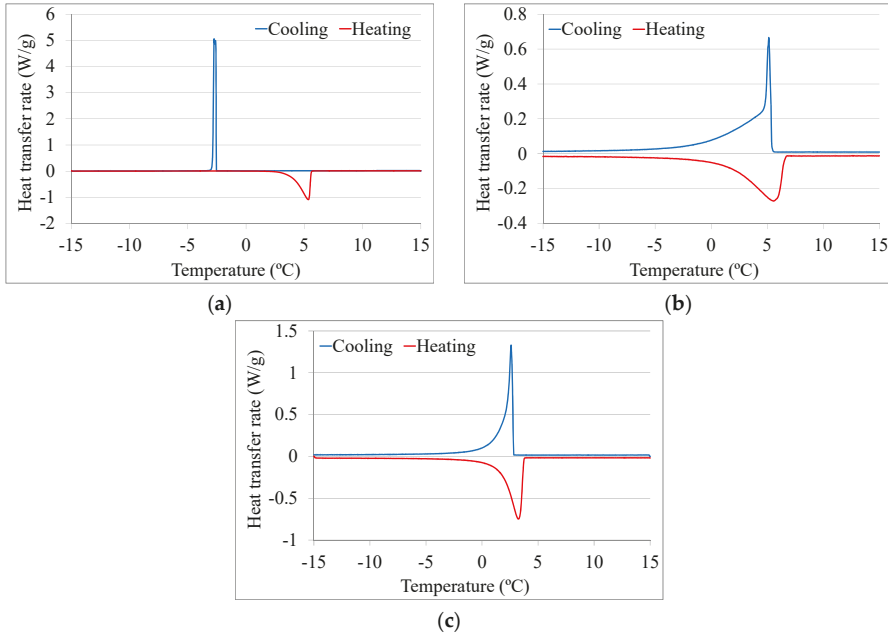 Heat transfer rate (W/g)
6
5
4
3
2
1
0
-1
-2
Cooling Heating
-15 -10 -5 0 5 10 15
Temperature (ºC)
(a)
Heat transfer rate (W/g)
0.8
0.6
0.4
0.2
0
-0.2
-0.4
Cooling Heating
-15 -10 -5 0 5 10 15
Temperature (ºC)
(b)
Heat transfer rate (W/g)
1.5
1
0.5
0
-0.5
-1
Cooling Heating
-15 -10 -5 0 5 10 15
Temperature (ºC)
(c)